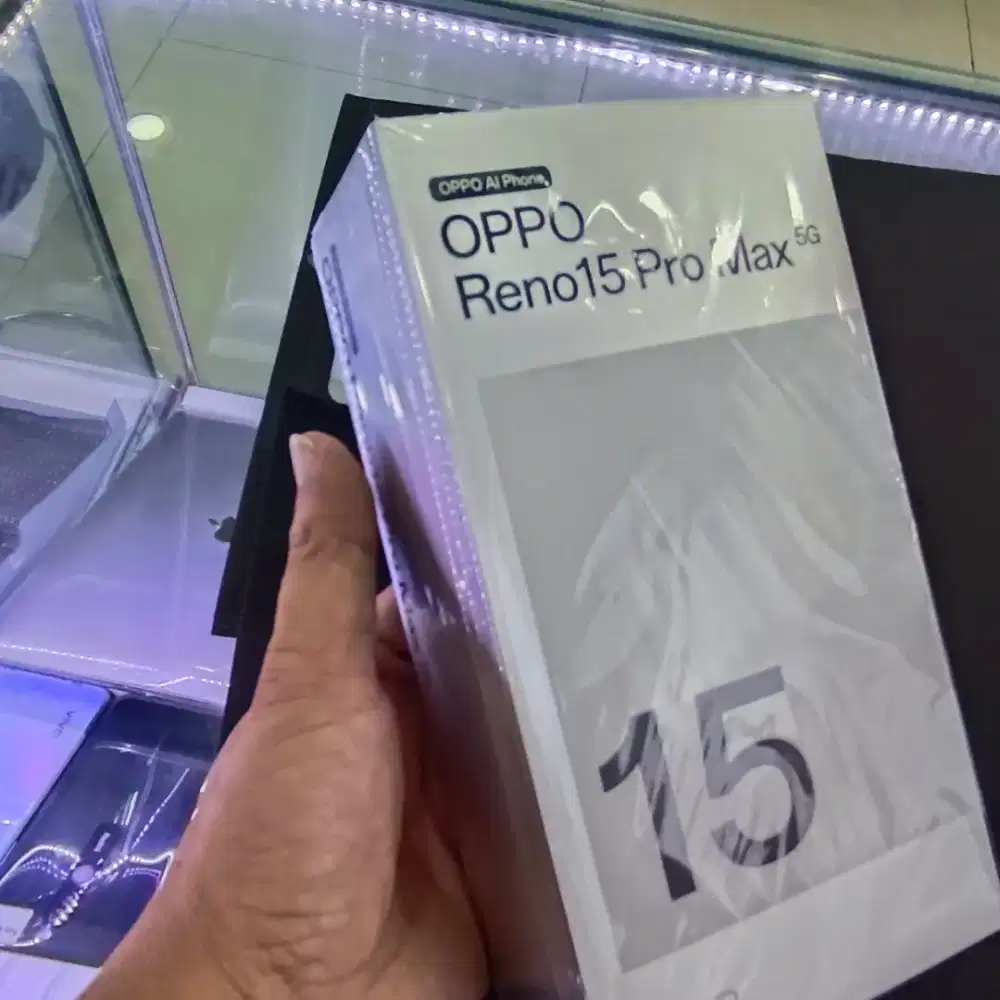 OPPO AI Phone
OPPO
Reno15 Pro Max 5G
15